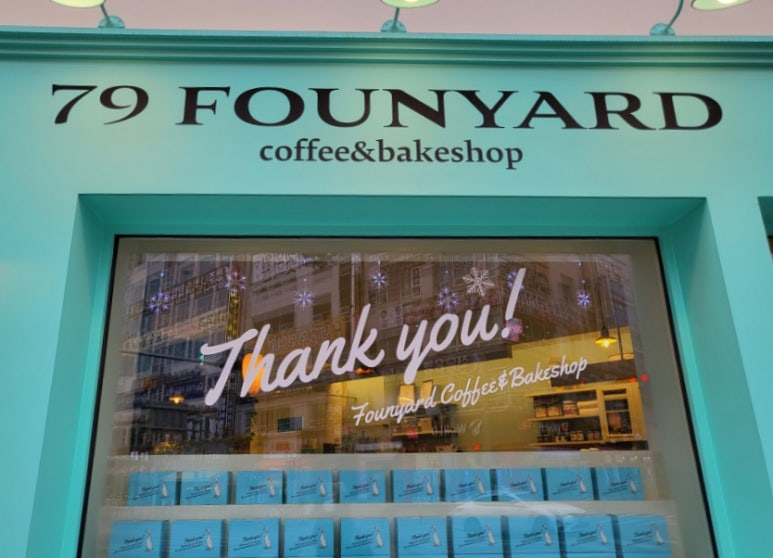 79 FOUNYARD
coffee&bakeshop
Thank you!
Founyard Coffee&Bakeshop